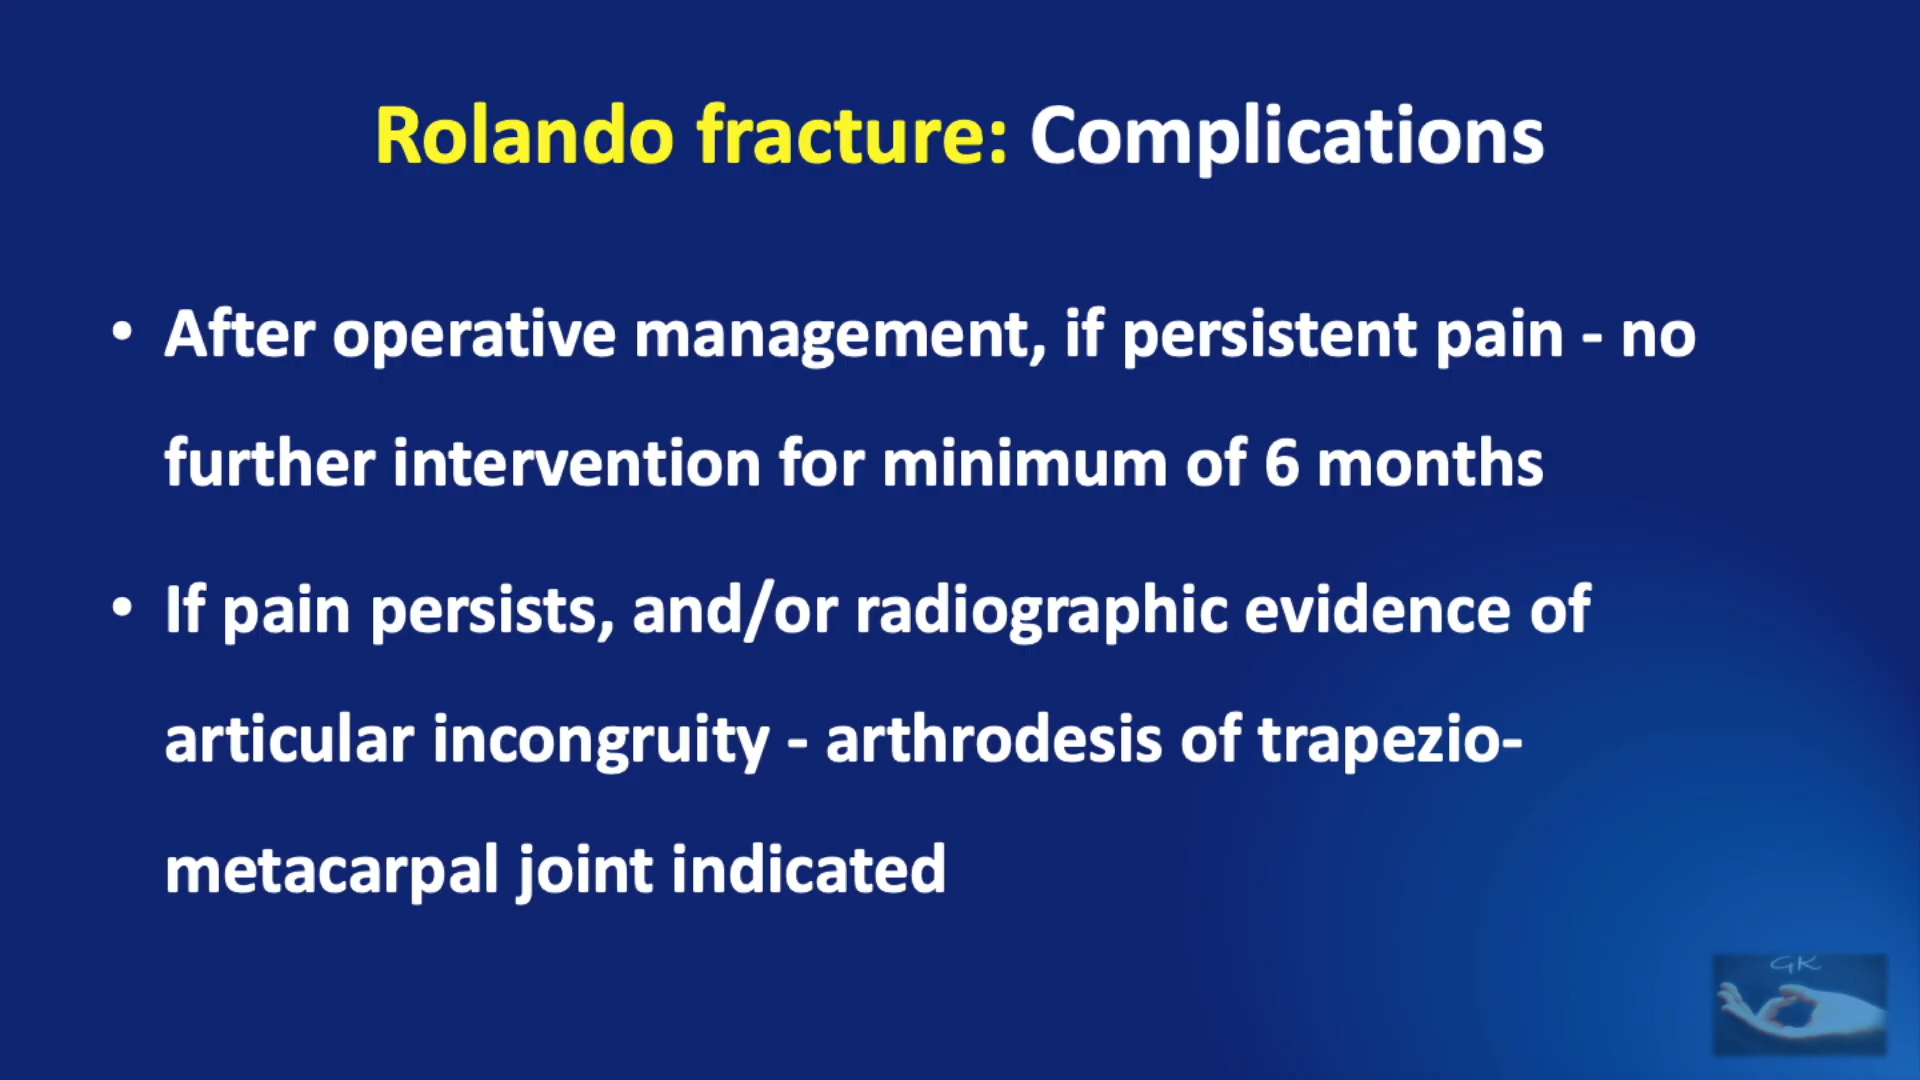 Rolando fracture: Complications
• After operative management, if persistent pain - no
further intervention for minimum of 6 months
• If pain persists, and/or radiographic evidence of
articular incongruity - arthrodesis of trapezio-
metacarpal joint indicated
GK